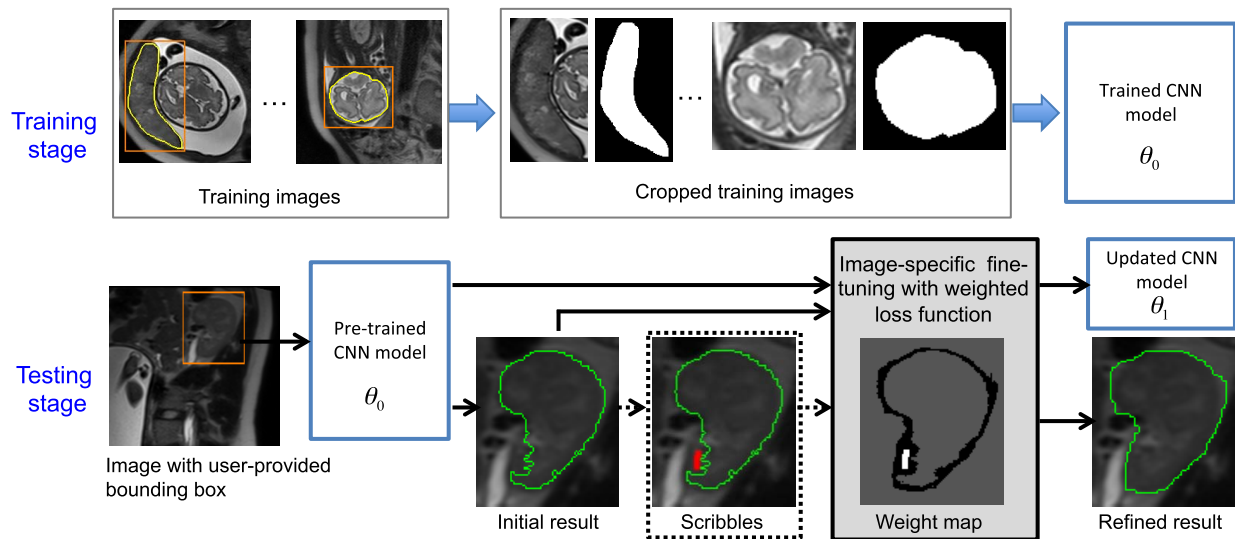 Training
stage
...
Training images
...
Cropped training images
Trained CNN
model
θ₀
Testing
stage
Image with user-provided
bounding box
Pre-trained
CNN model
θ₀
Initial result
Scribbles
Image-specific fine-
tuning with weighted
loss function
Weight map
Updated CNN
model
θ₁
Refined result